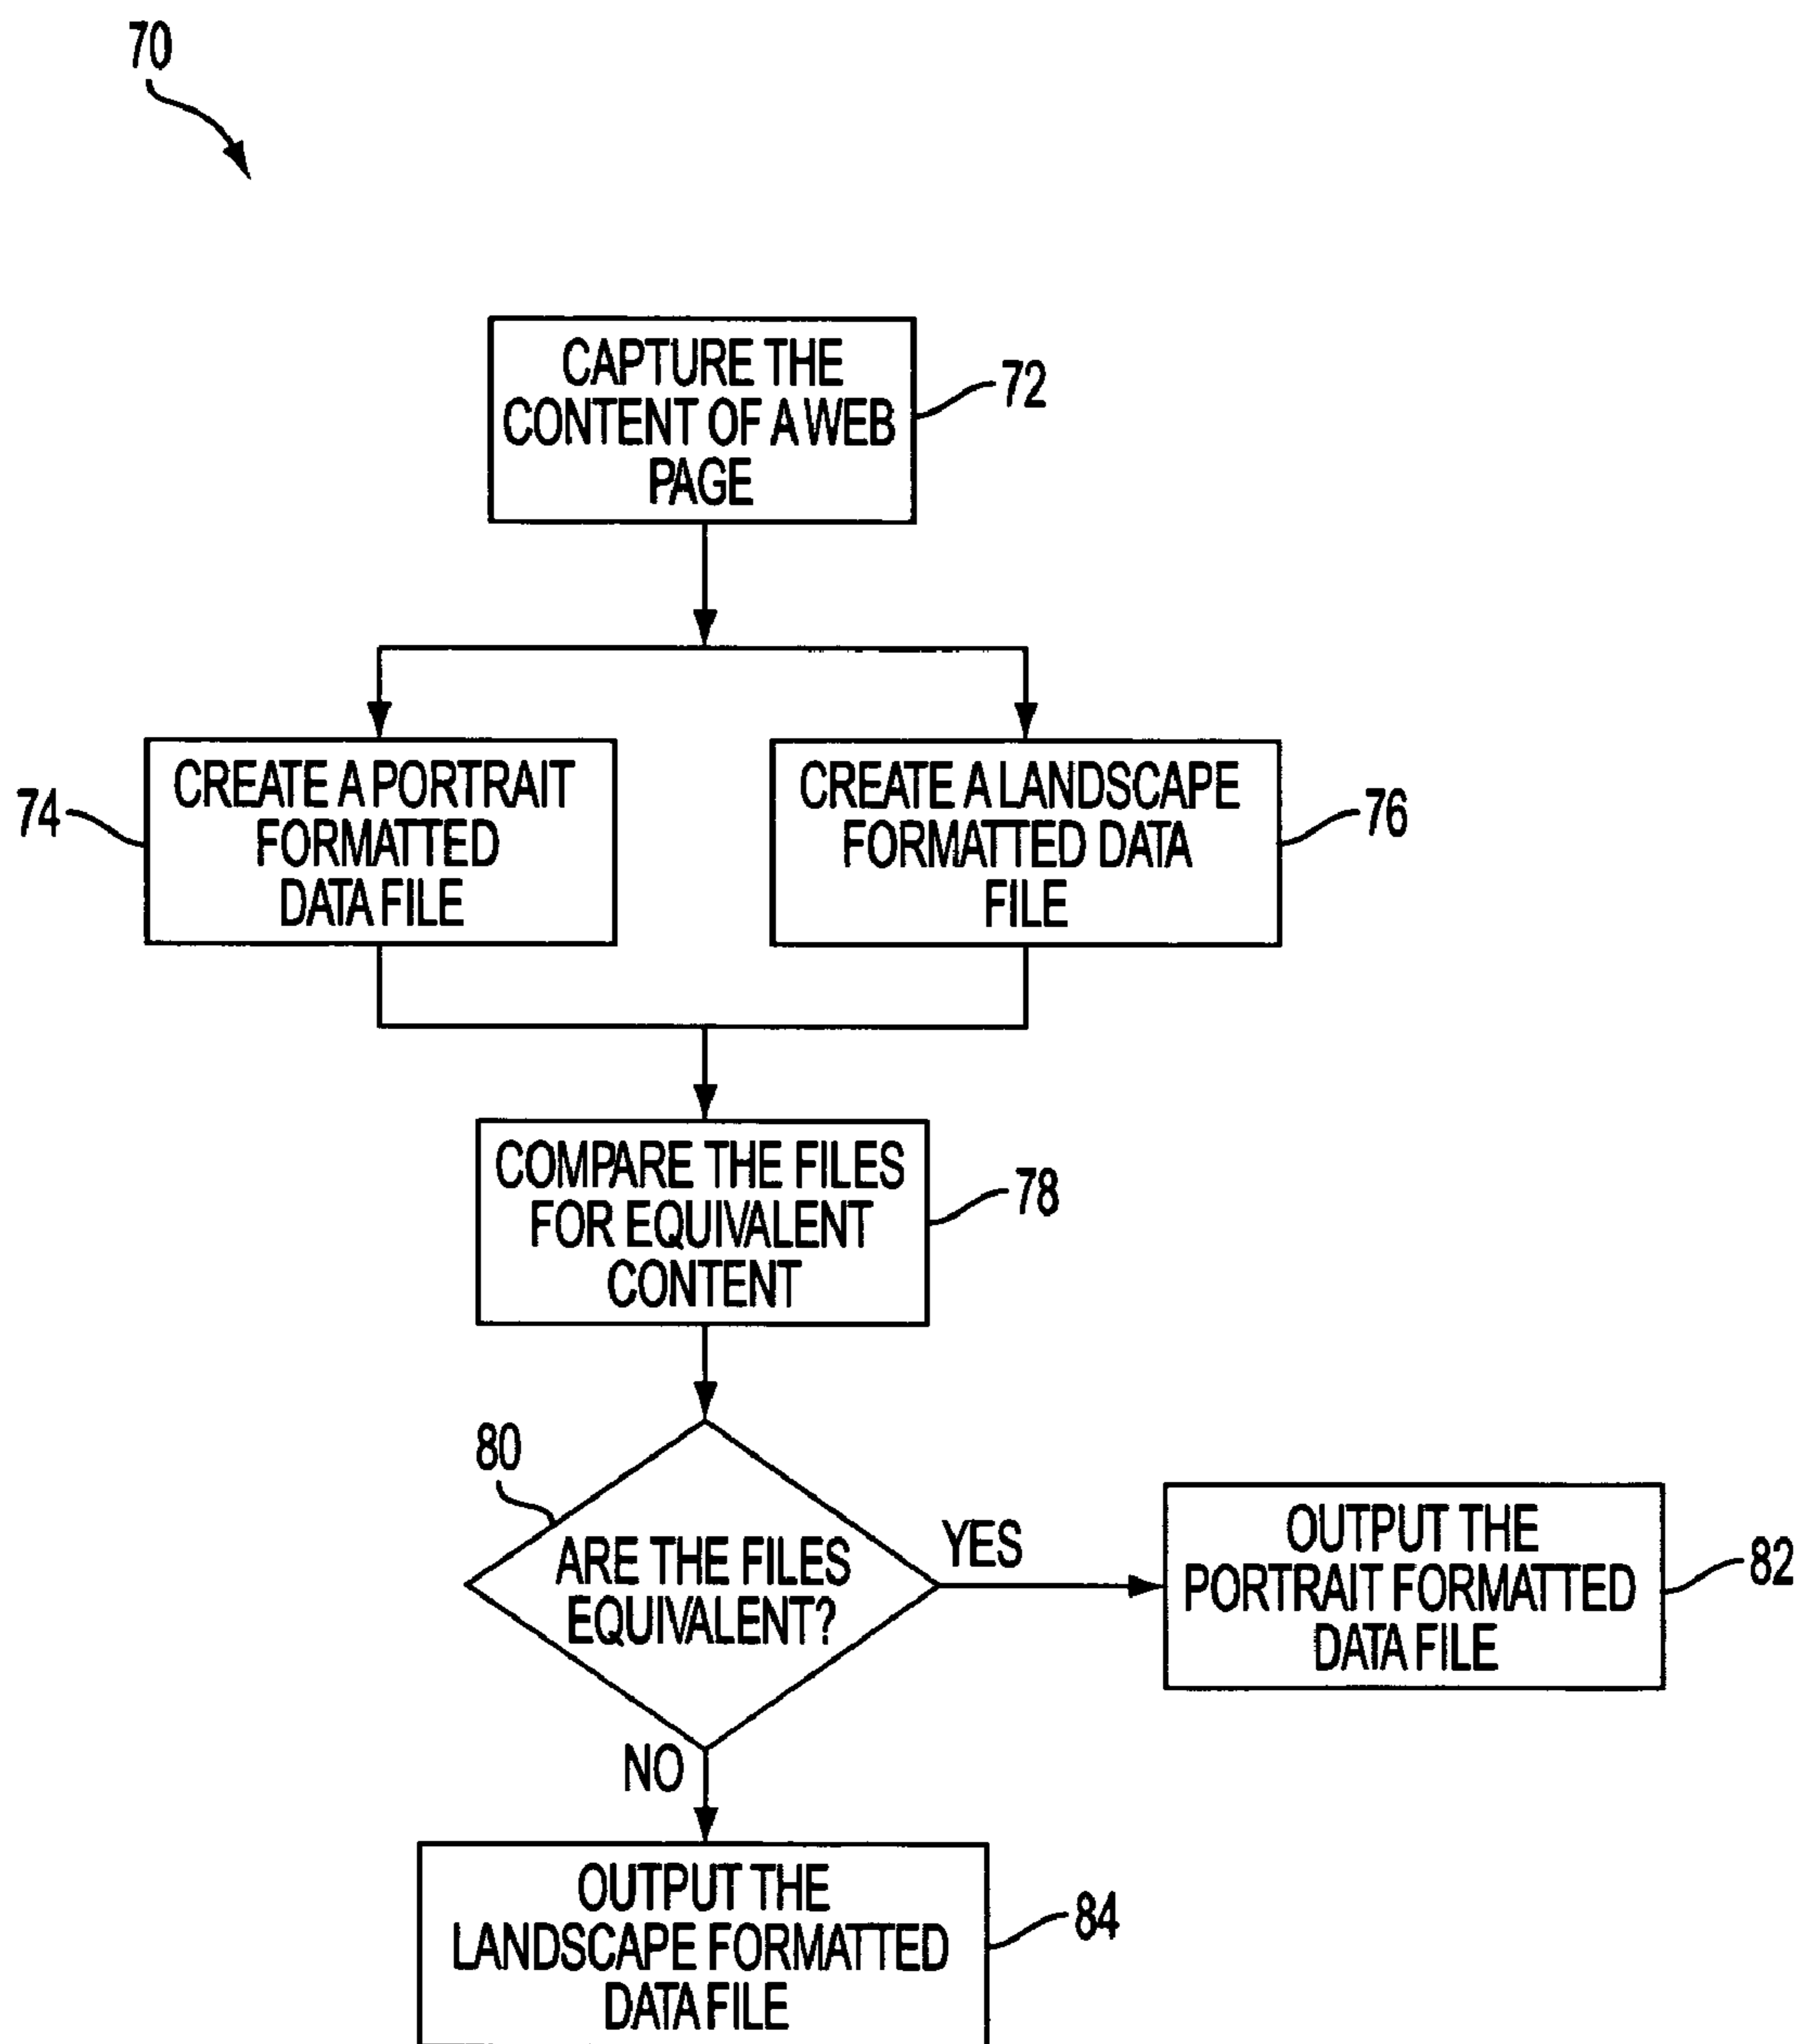 70
CAPTURE THE
CONTENT OF A WEB
PAGE
72
CREATE A PORTRAIT
FORMATTED
DATA FILE
74
CREATE A LANDSCAPE
FORMATTED DATA
FILE
76
COMPARE THE FILES
FOR EQUIVALENT
CONTENT
78
80
ARE THE FILES
EQUIVALENT?
YES
OUTPUT THE
PORTRAIT FORMATTED
DATA FILE
82
NO
OUTPUT THE
LANDSCAPE FORMATTED
DATA FILE
84